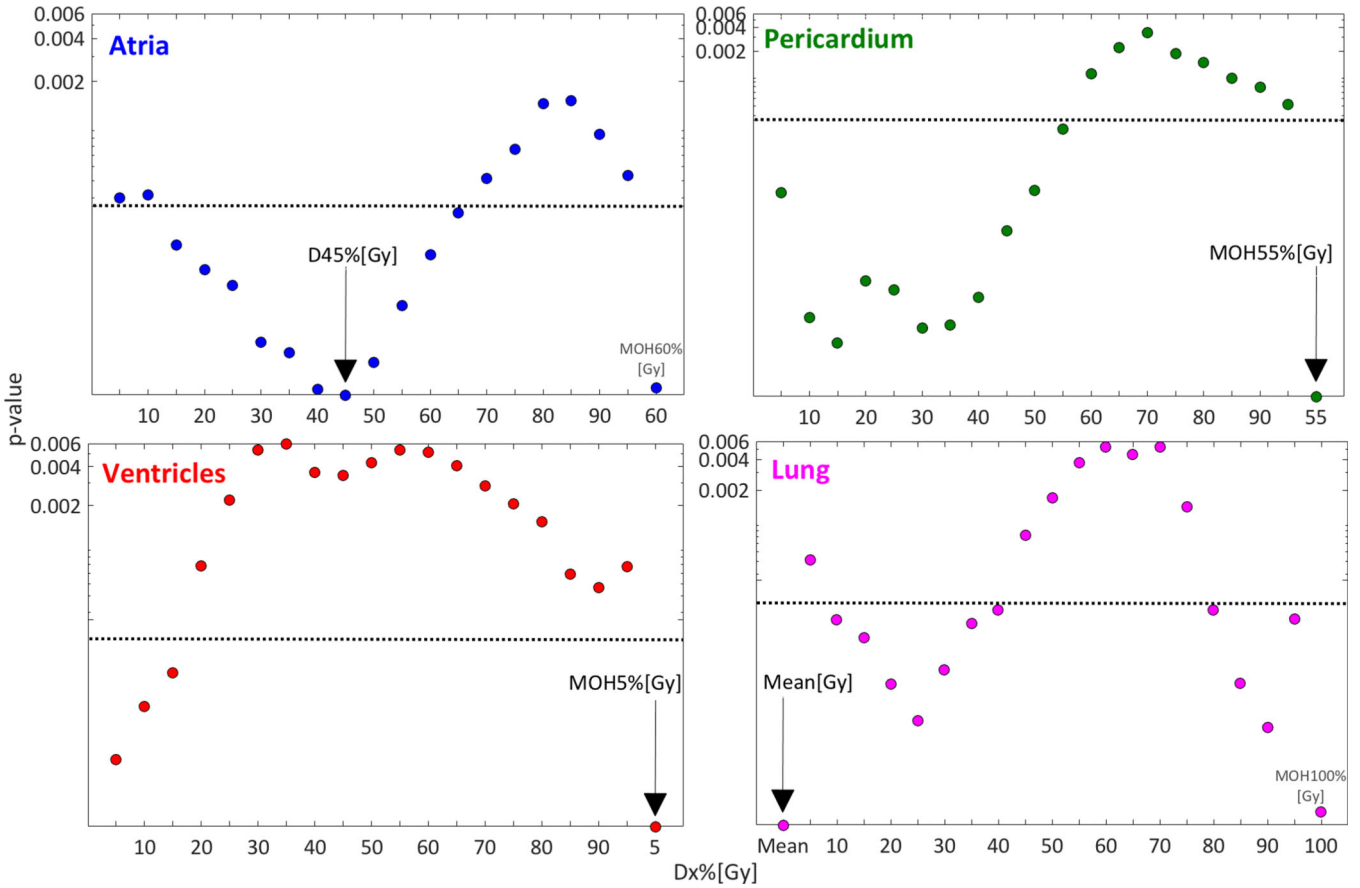 p-value
0.006
0.004
0.002
Atria
D45%[Gy]
MOH60%
[Gy]
10 20 30 40 50 60 70 80 90 60
0.006
0.004
0.002
Pericardium
MOH55%[Gy]
10 20 30 40 50 60 70 80 90 55
0.006
0.004
0.002
Ventricles
MOH5%[Gy]
10 20 30 40 50 60 70 80 90 5
0.006
0.004
0.002
Lung
Mean[Gy]
MOH100%
[Gy]
Mean 10 20 30 40 50 60 70 80 90 100
Dx%[Gy]